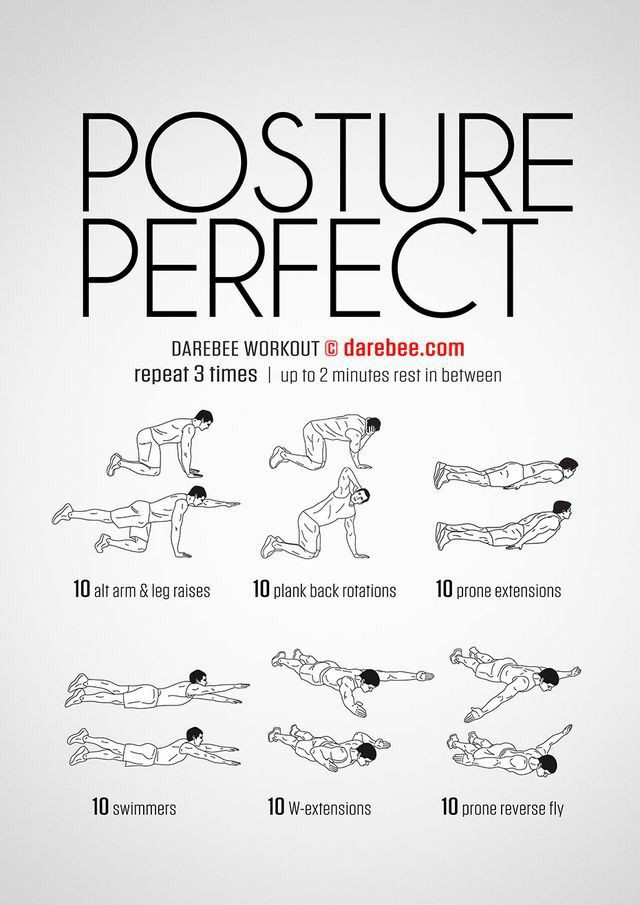 POSTURE
PERFECT
DAREBEE WORKOUT © darebee.com
repeat 3 times | up to 2 minutes rest in between
10 alt arm & leg raises
10 plank back rotations
10 prone extensions
10 swimmers
10 W-extensions
10 prone reverse fly